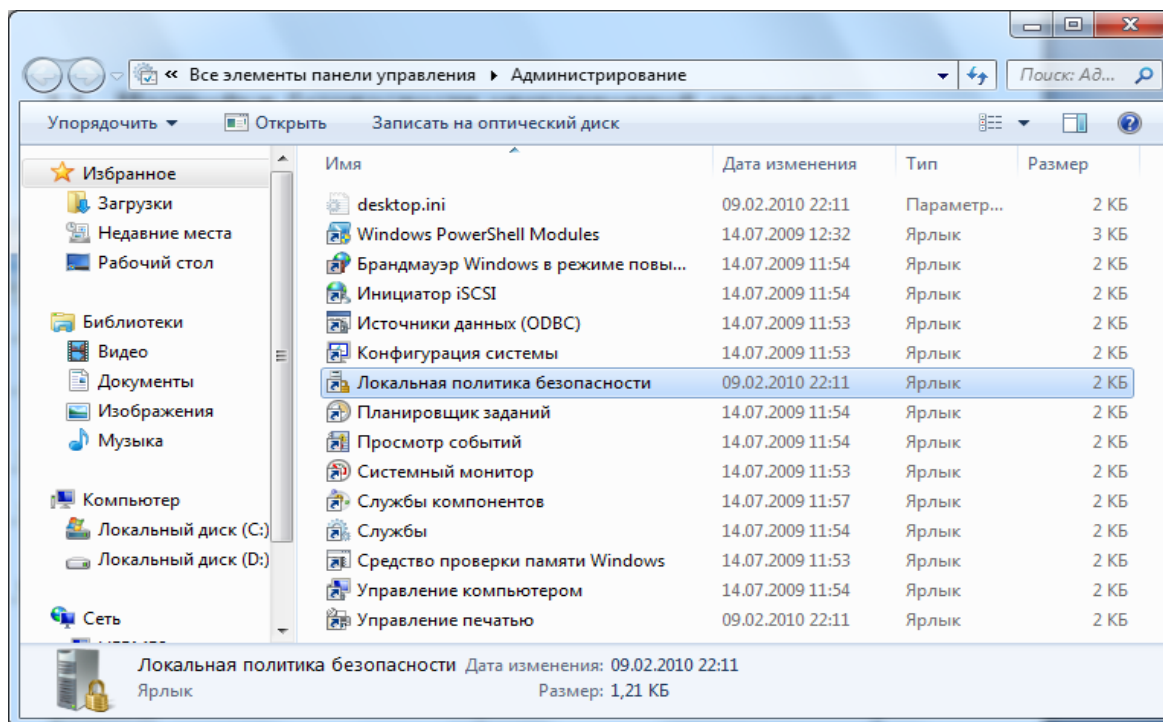 « Все элементы панели управления ▸ Администрирование
Поиск: Ад...
Упорядочить ▾ Открыть Записать на оптический диск
Избранное
Загрузки
Недавние места
Рабочий стол
Библиотеки
Видео
Документы
Изображения
Музыка
Компьютер
Локальный диск (C:)
Локальный диск (D:)
Сеть
Имя Дата изменения Тип Размер
desktop.ini 09.02.2010 22:11 Параметр... 2 КБ
Windows PowerShell Modules 14.07.2009 12:32 Ярлык 3 КБ
Брандмауэр Windows в режиме повы... 14.07.2009 11:54 Ярлык 2 КБ
Инициатор iSCSI 14.07.2009 11:54 Ярлык 2 КБ
Источники данных (ODBC) 14.07.2009 11:53 Ярлык 2 КБ
Конфигурация системы 14.07.2009 11:53 Ярлык 2 КБ
Локальная политика безопасности 09.02.2010 22:11 Ярлык 2 КБ
Планировщик заданий 14.07.2009 11:54 Ярлык 2 КБ
Просмотр событий 14.07.2009 11:54 Ярлык 2 КБ
Системный монитор 14.07.2009 11:53 Ярлык 2 КБ
Службы компонентов 14.07.2009 11:57 Ярлык 2 КБ
Службы 14.07.2009 11:54 Ярлык 2 КБ
Средство проверки памяти Windows 14.07.2009 11:53 Ярлык 2 КБ
Управление компьютером 14.07.2009 11:54 Ярлык 2 КБ
Управление печатью 09.02.2010 22:11 Ярлык 2 КБ
Локальная политика безопасности Дата изменения: 09.02.2010 22:11
Ярлык Размер: 1,21 КБ